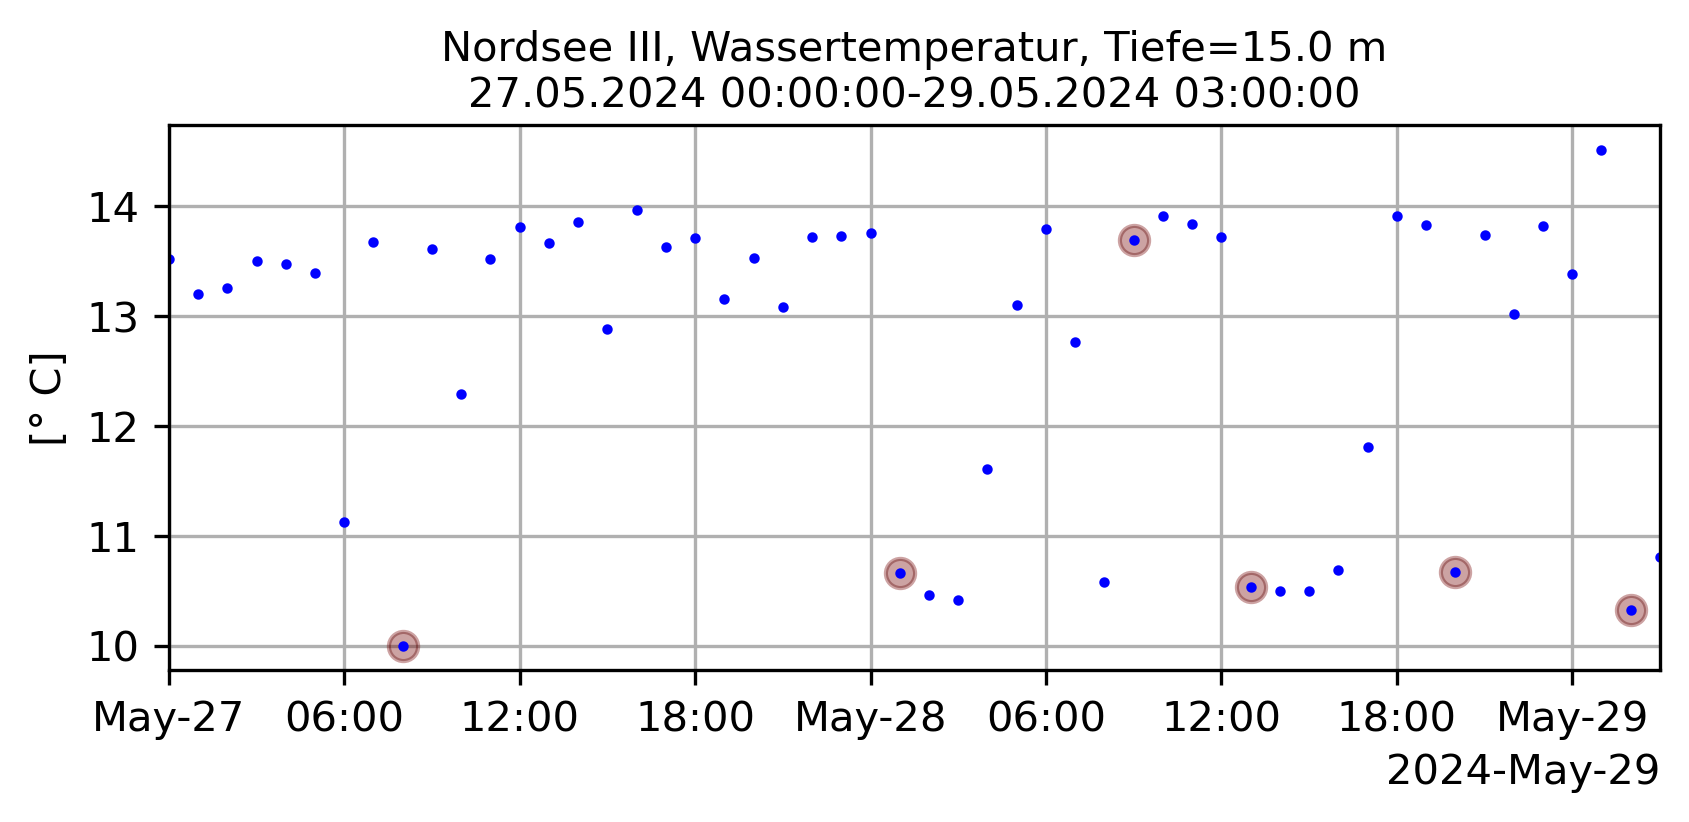 Nordsee III, Wassertemperatur, Tiefe=15.0 m
27.05.2024 00:00:00-29.05.2024 03:00:00
[° C]
14
13
12
11
10
May-27 06:00 12:00 18:00 May-28 06:00 12:00 18:00 May-29
2024-May-29